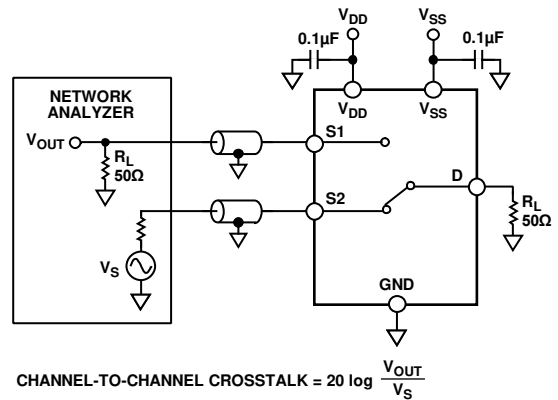 VDD
VSS
0.1µF
0.1µF
NETWORK
ANALYZER
VDD
VSS
VOUT
RL
50Ω
S1
S2
D
RL
50Ω
VS
GND
CHANNEL-TO-CHANNEL CROSSTALK = 20 log VOUT / VS